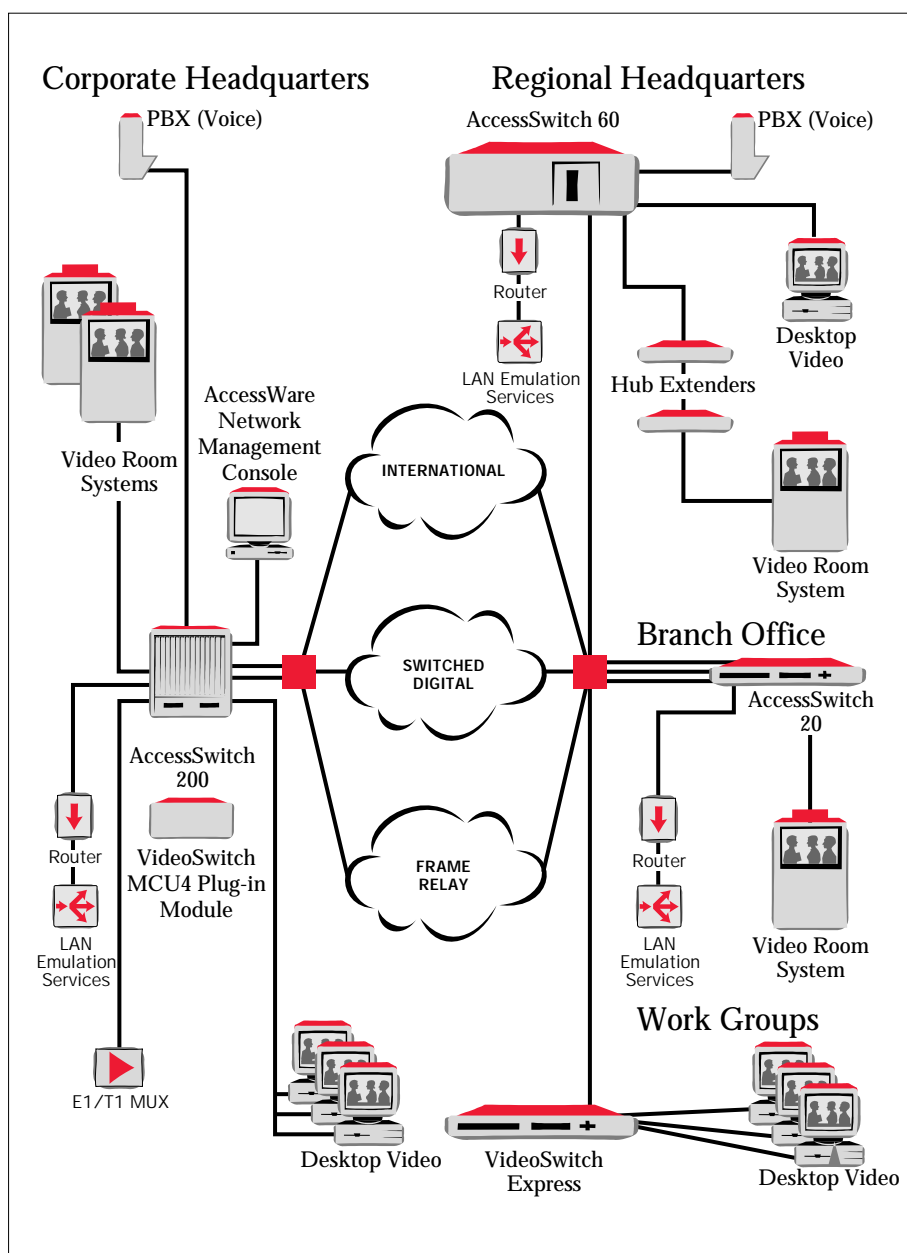 Corporate Headquarters
PBX (Voice)
Video Room
Systems
AccessWare
Network
Management
Console
AccessSwitch
200
VideoSwitch
MCU4 Plug-in
Module
Router
LAN
Emulation
Services
E1/T1 MUX
Desktop Video
INTERNATIONAL
SWITCHED
DIGITAL
FRAME
RELAY
Regional Headquarters
AccessSwitch 60
PBX (Voice)
Router
LAN Emulation
Services
Desktop
Video
Hub Extenders
Video Room
System
Branch Office
AccessSwitch
20
Router
LAN
Emulation
Services
Video Room
System
Work Groups
VideoSwitch
Express
Desktop Video